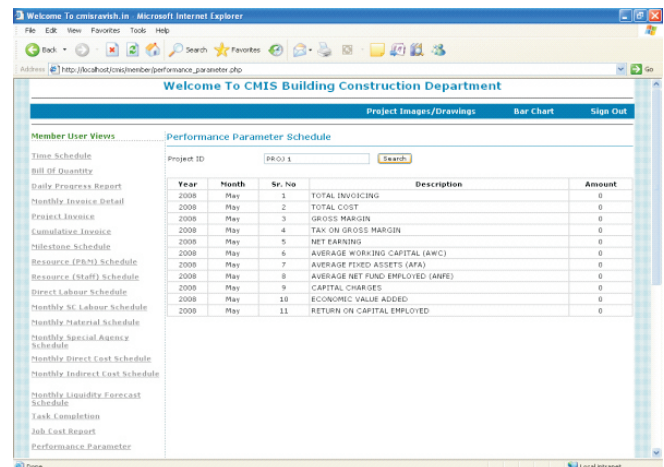 Welcome To cmisravish.in - Microsoft Internet Explorer
File Edit View Favorites Tools Help
Back Search Favorites
Address http://localhost/cmis/member/performance_parameter.php Go
Welcome To CMIS Building Construction Department
Project Images/Drawings Bar Chart Sign Out
Member User Views
Time Schedule
Bill Of Quantity
Daily Progress Report
Monthly Invoice Detail
Project Invoice
Cumulative Invoice
Milestone Schedule
Resource (P&M) Schedule
Resource (Staff) Schedule
Direct Labour Schedule
Monthly SC Labour Schedule
Monthly Material Schedule
Monthly Special Agency
Schedule
Monthly Direct Cost Schedule
Monthly Indirect Cost Schedule
Monthly Liquidity Forecast
Schedule
Task Completion
Job Cost Report
Performance Parameter
Performance Parameter Schedule
Project ID PROJ 1 Search
Year Month Sr. No Description Amount
2008 May 1 TOTAL INVOICING 0
2008 May 2 TOTAL COST 0
2008 May 3 GROSS MARGIN 0
2008 May 4 TAX ON GROSS MARGIN 0
2008 May 5 NET EARNING 0
2008 May 6 AVERAGE WORKING CAPITAL (AWC) 0
2008 May 7 AVERAGE FIXED ASSETS (AFA) 0
2008 May 8 AVERAGE NET FUND EMPLOYED (ANFE) 0
2008 May 9 CAPITAL CHARGES 0
2008 May 10 ECONOMIC VALUE ADDED 0
2008 May 11 RETURN ON CAPITAL EMPLOYED 0
Done Local intranet